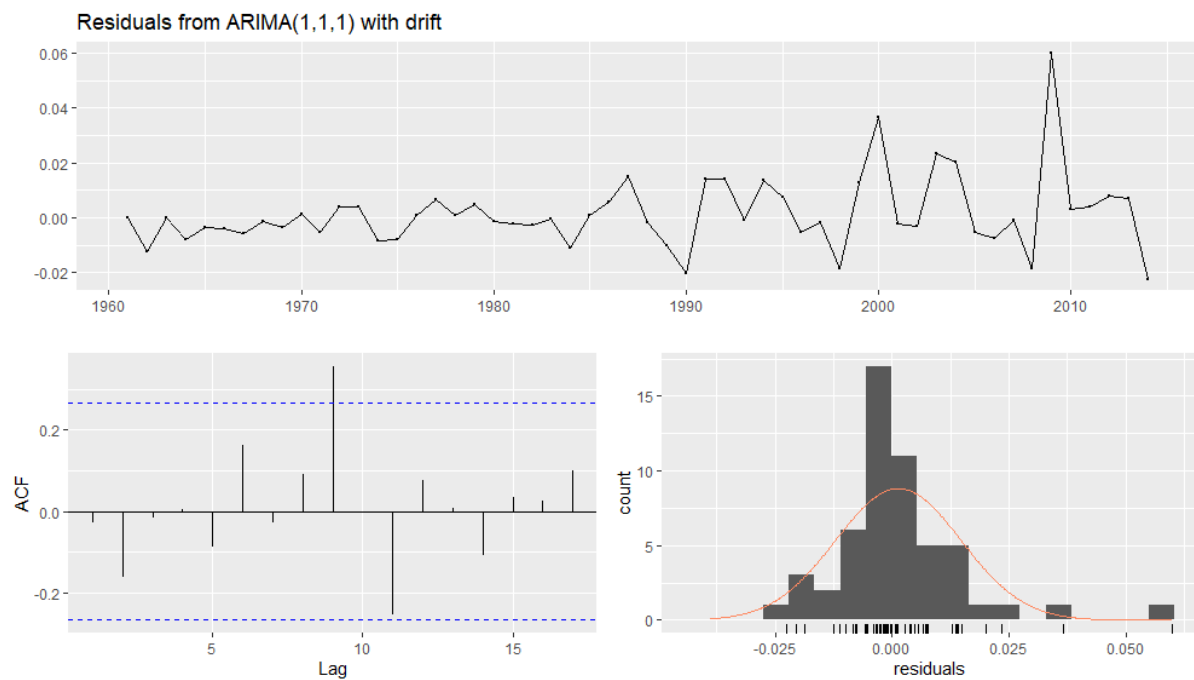 Residuals from ARIMA(1,1,1) with drift
0.06
0.04
0.02
0.00
-0.02
1960 1970 1980 1990 2000 2010
ACF
0.2
0.0
-0.2
5 10 15
Lag
count
15
10
5
0
-0.025 0.000 0.025 0.050
residuals